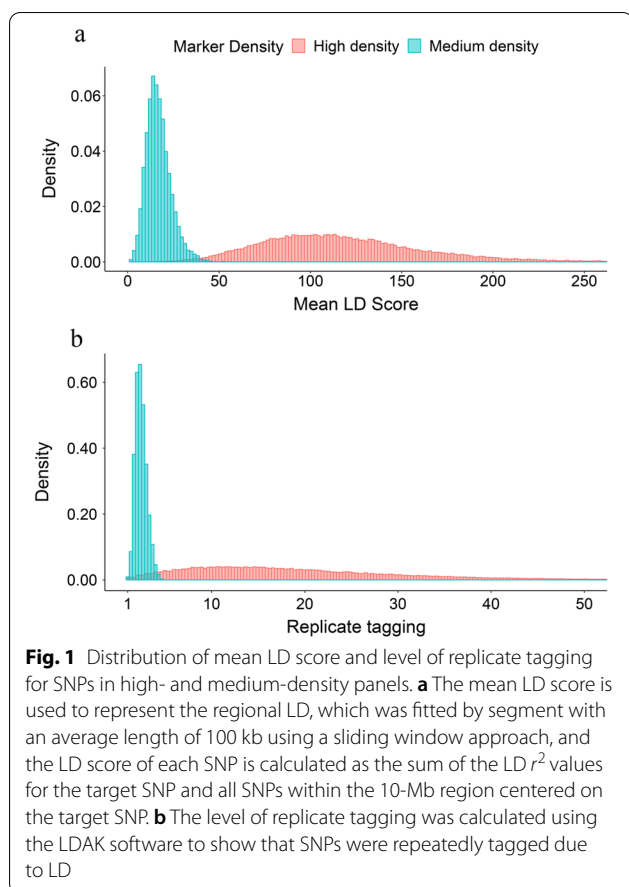 a
Marker Density High density Medium density
0.06
0.04
0.02
0.00
Density
0 50 100 150 200 250
Mean LD Score
b
0.60
0.40
0.20
0.00
Density
1 10 20 30 40 50
Replicate tagging
Fig. 1 Distribution of mean LD score and level of replicate tagging
for SNPs in high- and medium-density panels. a The mean LD score is
used to represent the regional LD, which was fitted by segment with
an average length of 100 kb using a sliding window approach, and
the LD score of each SNP is calculated as the sum of the LD r² values
for the target SNP and all SNPs within the 10-Mb region centered on
the target SNP. b The level of replicate tagging was calculated using
the LDAK software to show that SNPs were repeatedly tagged due
to LD